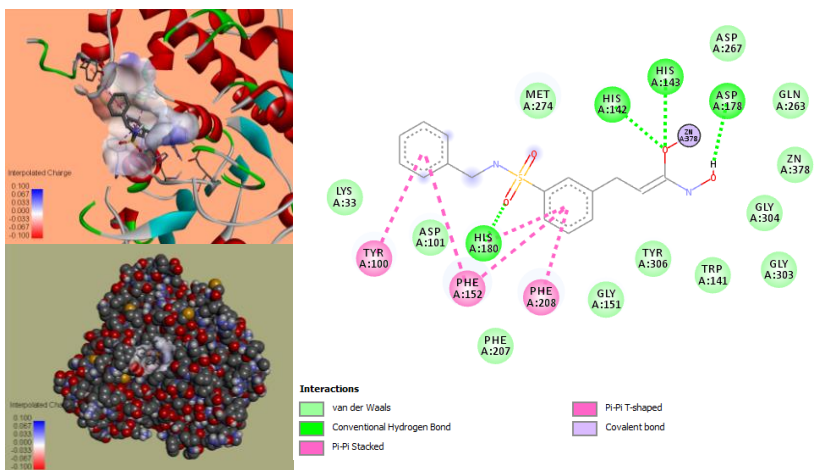 Interpolated Charge
0.100
0.067
0.033
0.000
-0.033
-0.067
-0.100
Interpolated Charge
0.100
0.067
0.033
0.000
-0.033
-0.067
-0.100
ASP
A:267
HIS
A:143
HIS
A:142
ASP
A:178
MET
A:274
GLN
A:263
ZN
A:378
O
O
O
O
H
N
S
N
ZN
A:378
LYS
A:33
GLY
A:304
ASP
A:101
HIS
A:180
TYR
A:100
TYR
A:306
TRP
A:141
GLY
A:303
PHE
A:152
PHE
A:208
GLY
A:151
PHE
A:207
Interactions
van der Waals
Conventional Hydrogen Bond
Pi-Pi Stacked
Pi-Pi T-shaped
Covalent bond